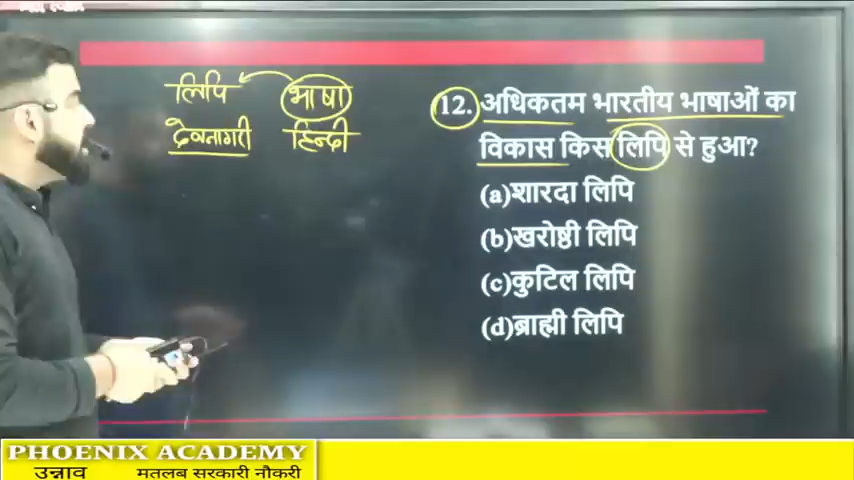 लिपि भाषा
देवनागरी हिन्दी
12. अधिकतम भारतीय भाषाओं का
विकास किस लिपि से हुआ?
(a)शारदा लिपि
(b)खरोष्ठी लिपि
(c)कुटिल लिपि
(d)ब्राह्मी लिपि
PHOENIX ACADEMY
उन्नाव मतलब सरकारी नौकरी